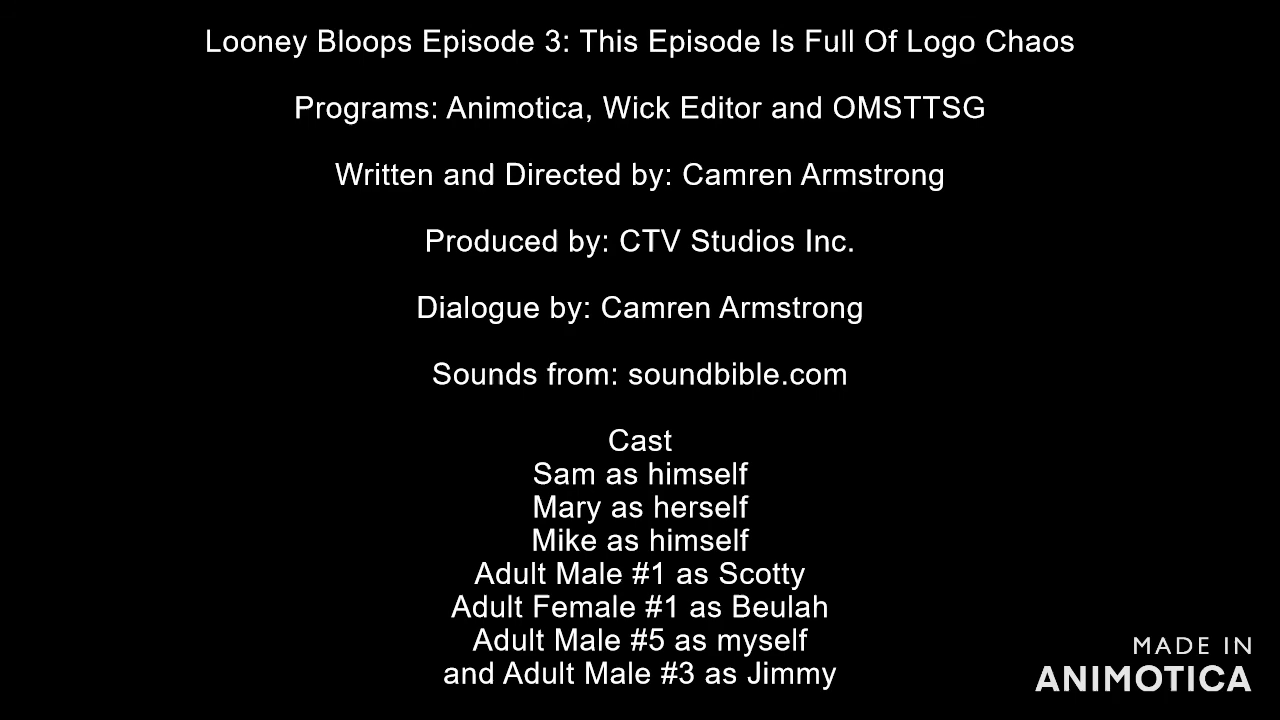 Looney Bloops Episode 3: This Episode Is Full Of Logo Chaos
Programs: Animotica, Wick Editor and OMSTTSG
Written and Directed by: Camren Armstrong
Produced by: CTV Studios Inc.
Dialogue by: Camren Armstrong
Sounds from: soundbible.com
Cast
Sam as himself
Mary as herself
Mike as himself
Adult Male #1 as Scotty
Adult Female #1 as Beulah
Adult Male #5 as myself
and Adult Male #3 as Jimmy
MADE IN
ANIMOTICA